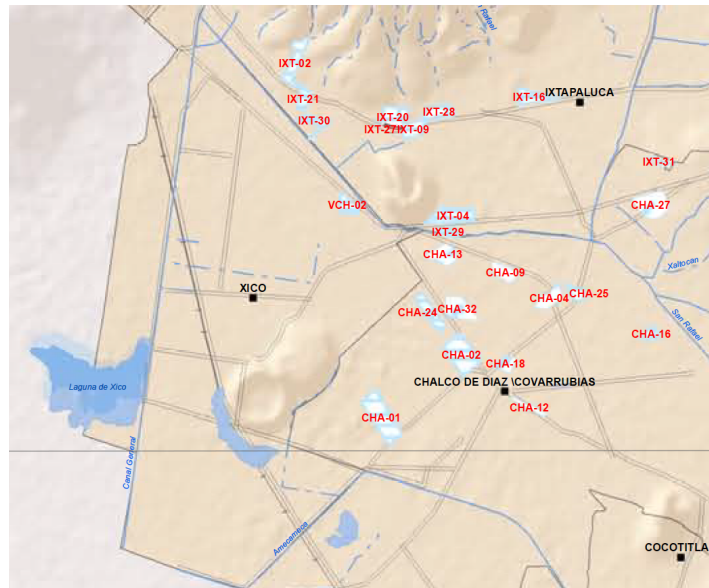 Rafael
IXT-02
IXT-21
IXT-16
IXTAPALUCA
IXT-30
IXT-20
IXT-28
IXT-27
IXT-09
IXT-31
VCH-02
IXT-04
CHA-27
IXT-29
CHA-13
CHA-09
Xaltocan
XICO
CHA-24
CHA-32
CHA-04
CHA-25
San Rafael
CHA-16
CHA-02
CHA-18
Laguna de Xico
CHALCO DE DIAZ \COVARRUBIAS
CHA-01
CHA-12
Canal General
Amecameca
COCOTITLA